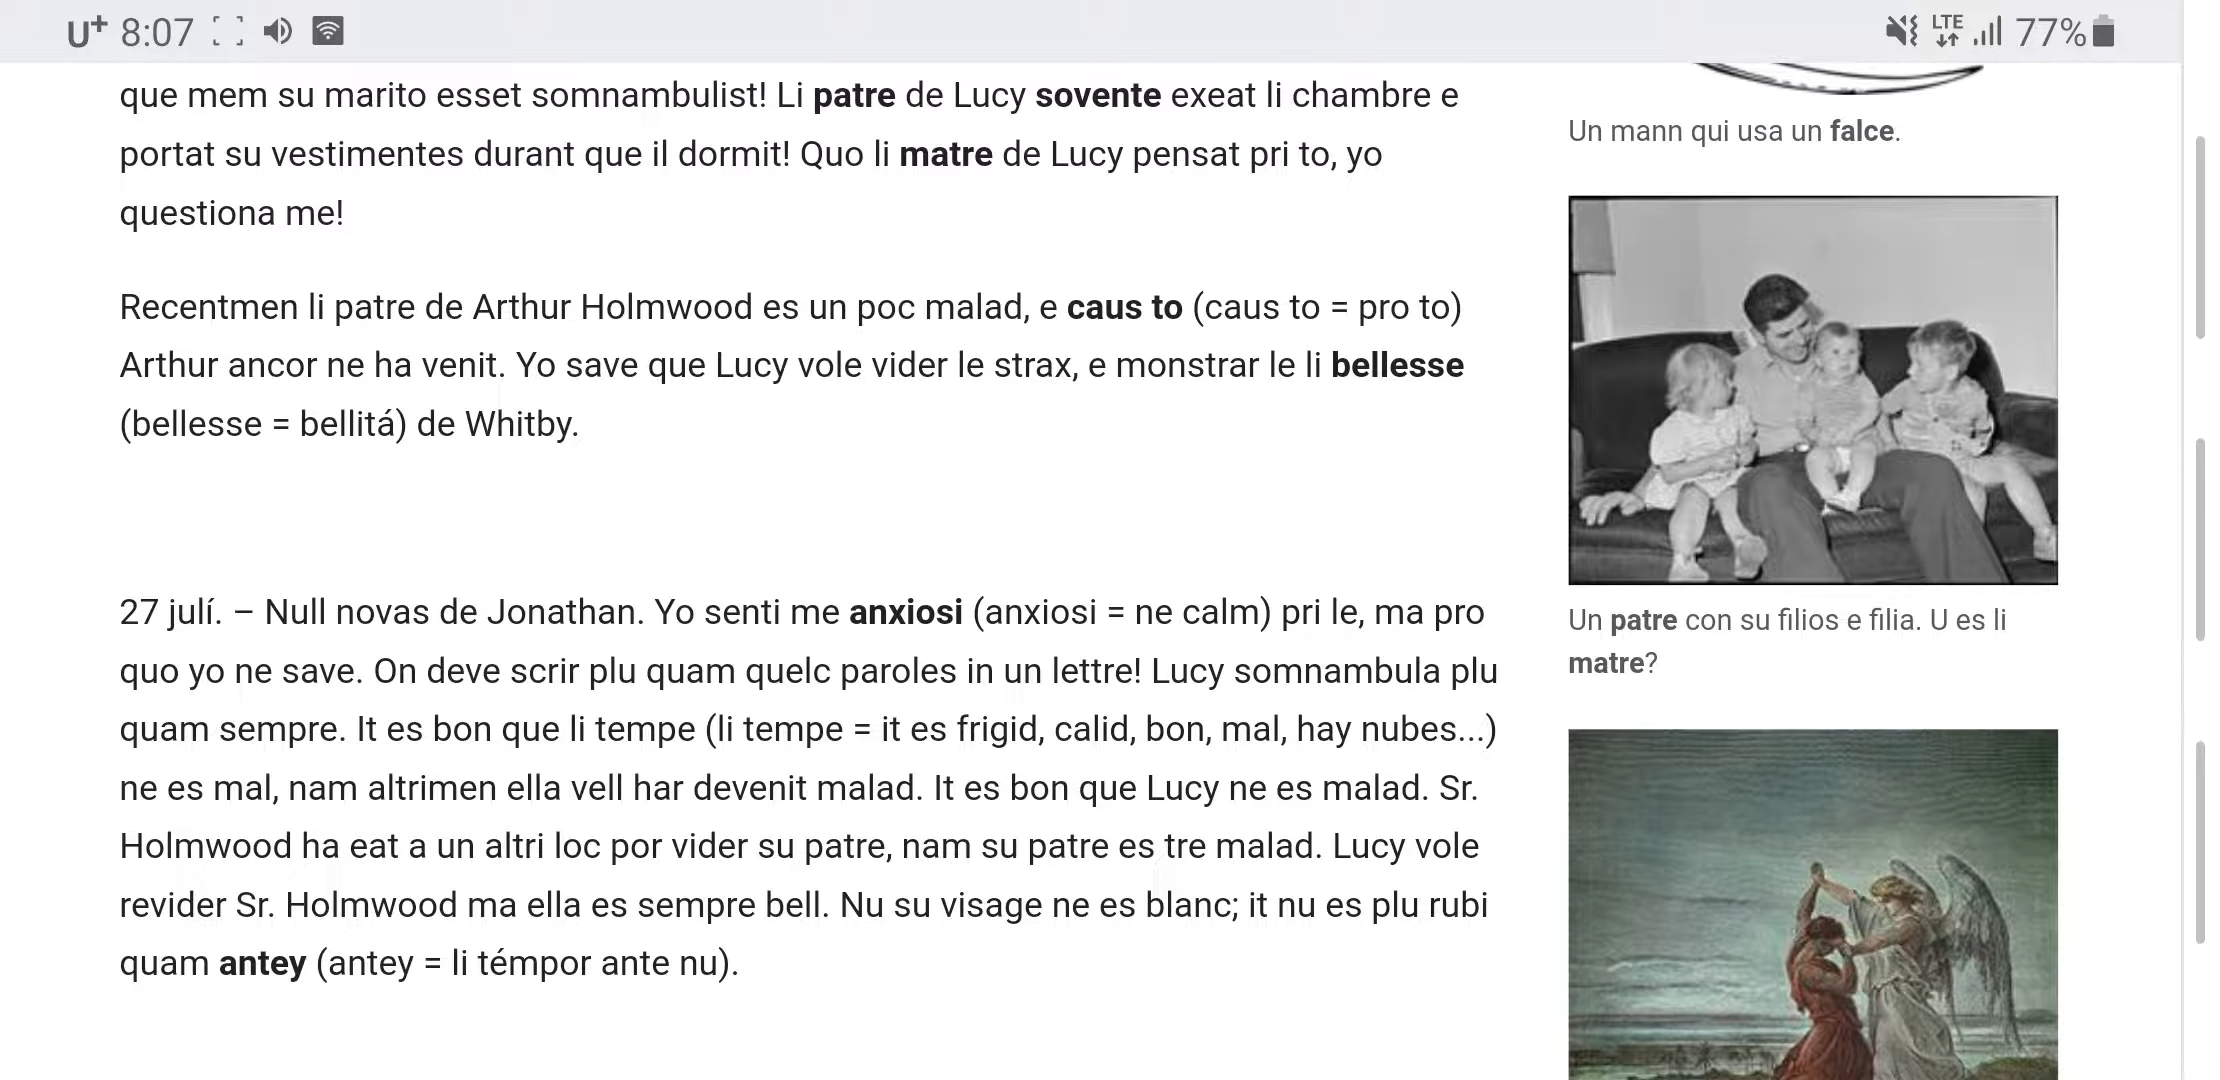 U+ 8:07
LTE 77%
que mem su marito esset somnambulist! Li patre de Lucy sovente exeat li chambre e
portat su vestimentes durant que il dormit! Quo li matre de Lucy pensat pri to, yo
questiona me!
Recentmen li patre de Arthur Holmwood es un poc malad, e caus to (caus to = pro to)
Arthur ancor ne ha venit. Yo save que Lucy vole vider le strax, e monstrar le li bellesse
(bellesse = bellitá) de Whitby.
27 julí. – Null novas de Jonathan. Yo senti me anxiosi (anxiosi = ne calm) pri le, ma pro
quo yo ne save. On deve scrir plu quam quelc paroles in un lettre! Lucy somnambula plu
quam sempre. It es bon que li tempe (li tempe = it es frigid, calid, bon, mal, hay nubes...)
ne es mal, nam altrimen ella vell har devenit malad. It es bon que Lucy ne es malad. Sr.
Holmwood ha eat a un altri loc por vider su patre, nam su patre es tre malad. Lucy vole
revider Sr. Holmwood ma ella es sempre bell. Nu su visage ne es blanc; it nu es plu rubi
quam antey (antey = li témpor ante nu).
Un mann qui usa un falce.
Un patre con su filios e filia. U es li
matre?